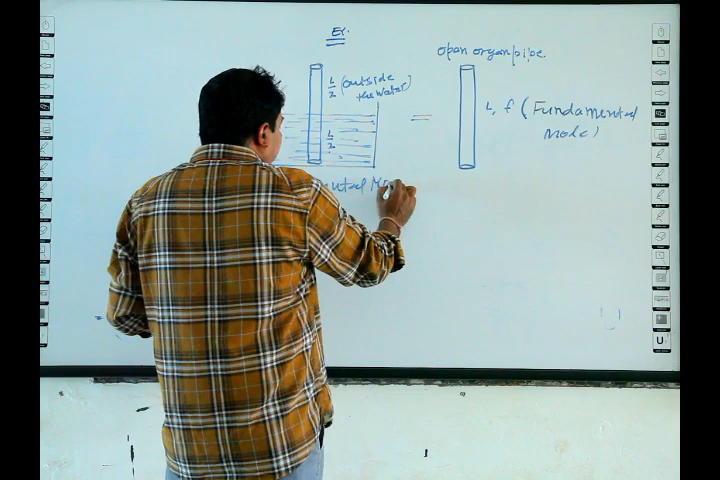 Ex.
open organ pipe.
L/2 (outside
the water)
L/2
=
L, f (Fundamental
Mode)
U